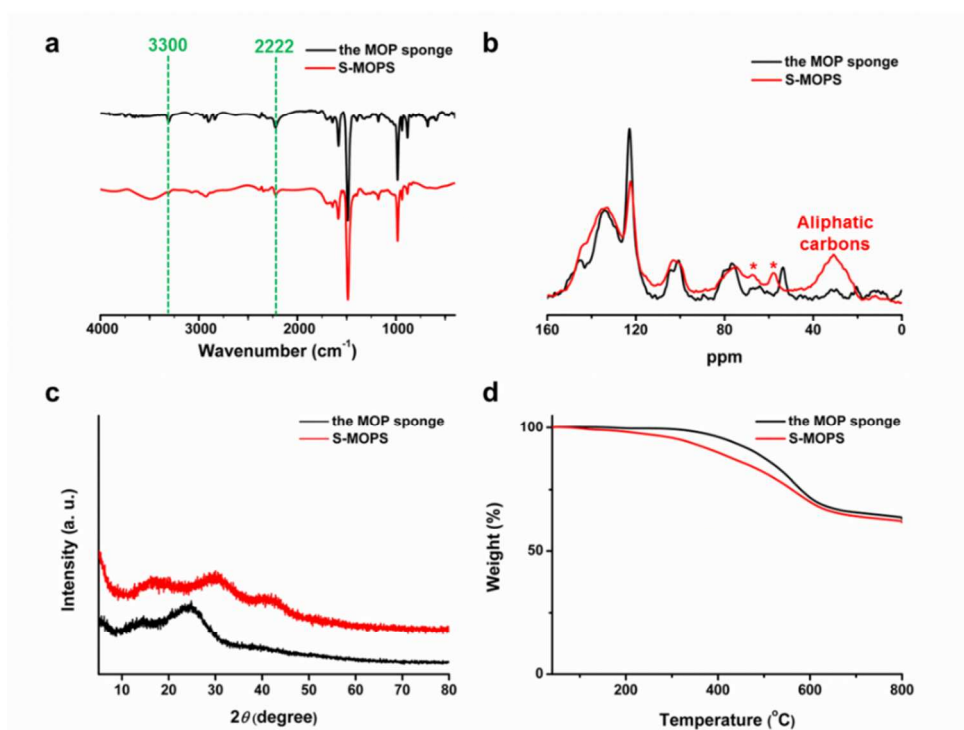 a
3300
2222
the MOP sponge
S-MOPS
4000
3000
2000
1000
Wavenumber (cm⁻¹)
b
the MOP sponge
S-MOPS
Aliphatic
carbons
* *
160
120
80
40
0
ppm
c
the MOP sponge
S-MOPS
Intensity (a. u.)
10
20
30
40
50
60
70
80
2θ (degree)
d
the MOP sponge
S-MOPS
100
50
0
Weight (%)
200
400
600
800
Temperature (°C)